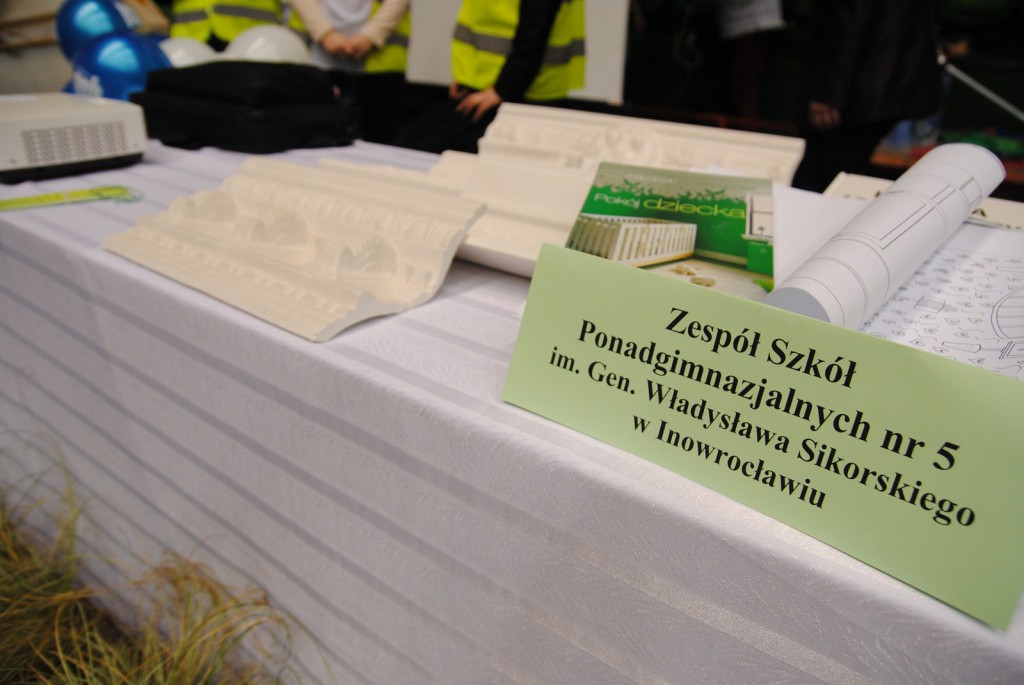 Pokój dziecka
Zespół Szkół
Ponadgimnazjalnych nr 5
im. Gen. Władysława Sikorskiego
w Inowrocławiu